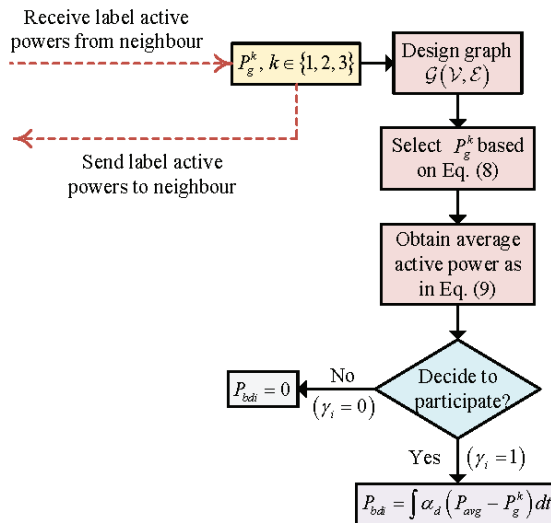 Receive label active
powers from neighbour
P_g^k, k ∈ {1, 2, 3}
Design graph
𝒢(𝒱, ℰ)
Send label active
powers to neighbour
Select P_g^k based
on Eq. (8)
Obtain average
active power as
in Eq. (9)
Decide to
participate?
No
(γ_i = 0)
P_bdi = 0
Yes (γ_i = 1)
P_bdi = ∫ α_d (P_avg − P_g^k) dt